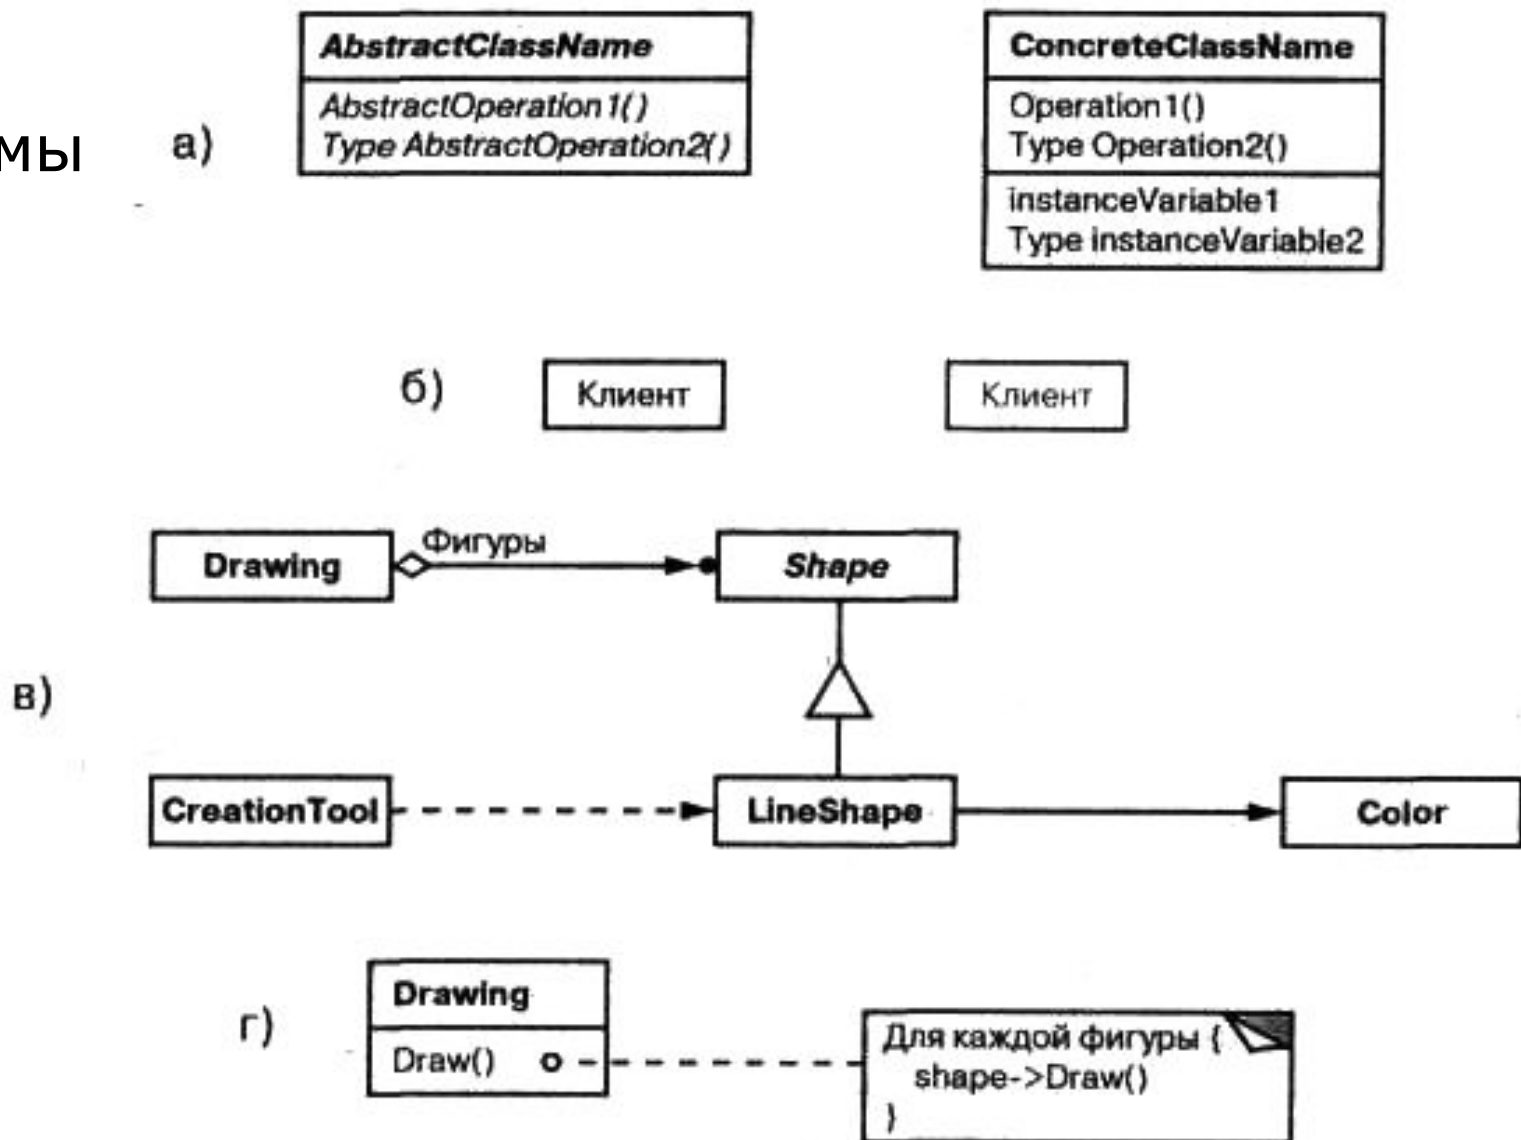 AbstractClassName
AbstractOperation1()
Type AbstractOperation2()
ConcreteClassName
Operation1()
Type Operation2()
instanceVariable1
Type instanceVariable2
мы
а)
б)
Клиент
Клиент
Drawing
Фигуры
Shape
в)
CreationTool
LineShape
Color
г)
Drawing
Draw()
Для каждой фигуры {
shape->Draw()
}